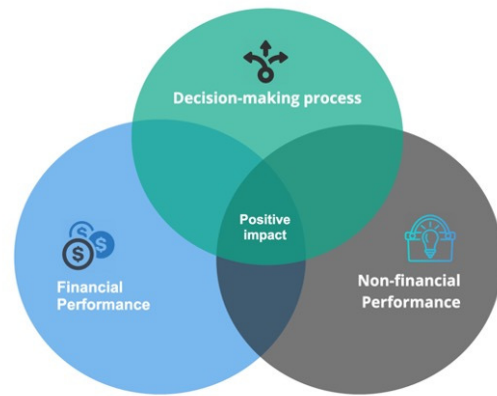 Decision-making process
Positive
impact
Financial
Performance
Non-financial
Performance